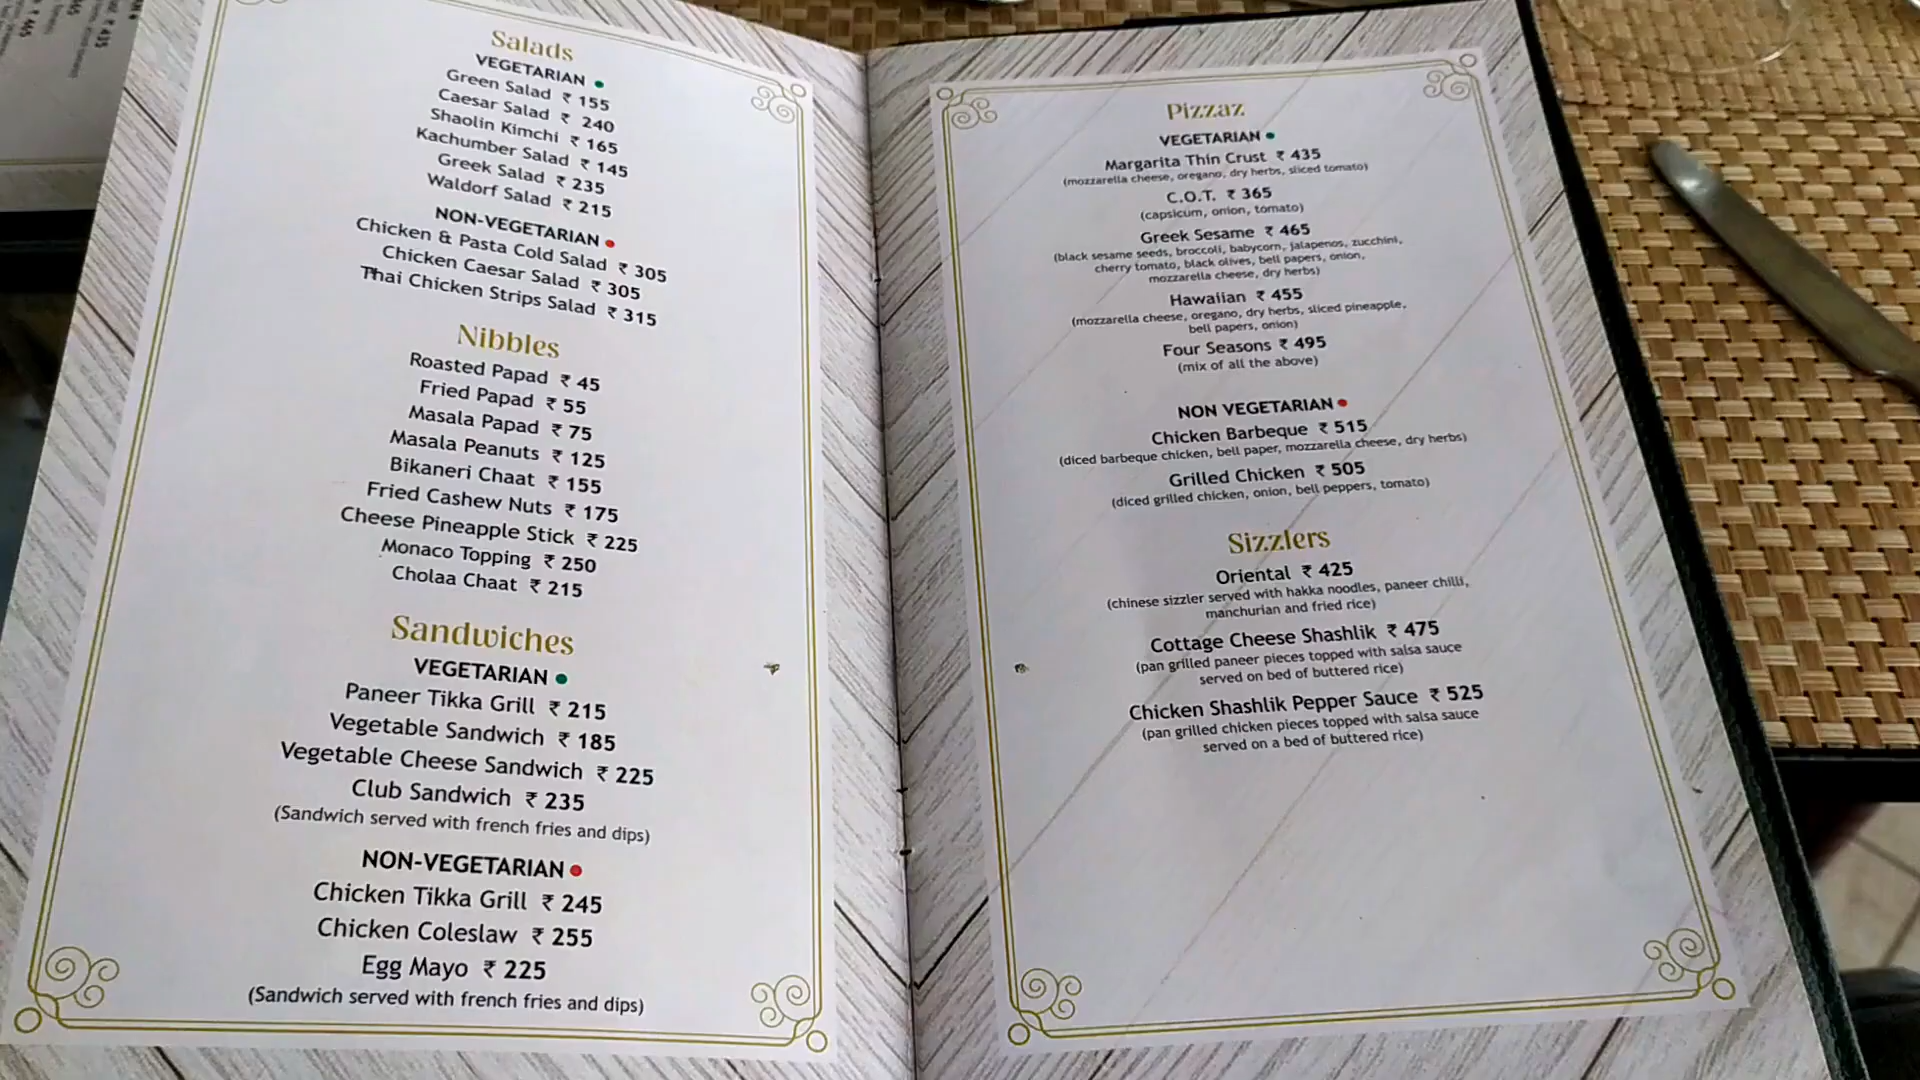 Salads
VEGETARIAN
Green Salad ₹ 155
Caesar Salad ₹ 240
Shaolin Kimchi ₹ 165
Kachumber Salad ₹ 145
Greek Salad ₹ 235
Waldorf Salad ₹ 215
NON-VEGETARIAN
Chicken & Pasta Cold Salad ₹ 305
Chicken Caesar Salad ₹ 305
Thai Chicken Strips Salad ₹ 315
Nibbles
Roasted Papad ₹ 45
Fried Papad ₹ 55
Masala Papad ₹ 75
Masala Peanuts ₹ 125
Bikaneri Chaat ₹ 155
Fried Cashew Nuts ₹ 175
Cheese Pineapple Stick ₹ 225
Monaco Topping ₹ 250
Cholaa Chaat ₹ 215
Sandwiches
VEGETARIAN
Paneer Tikka Grill ₹ 215
Vegetable Sandwich ₹ 185
Vegetable Cheese Sandwich ₹ 225
Club Sandwich ₹ 235
(Sandwich served with french fries and dips)
NON-VEGETARIAN
Chicken Tikka Grill ₹ 245
Chicken Coleslaw ₹ 255
Egg Mayo ₹ 225
(Sandwich served with french fries and dips)
Pizzaz
VEGETARIAN
Margarita Thin Crust ₹ 435
(mozzarella cheese, oregano, dry herbs, sliced tomato)
C.O.T. ₹ 365
(capsicum, onion, tomato)
Greek Sesame ₹ 465
(black sesame seeds, broccoli, babycorn, jalapenos, zucchini,
cherry tomato, black olives, bell papers, onion,
mozzarella cheese, dry herbs)
Hawaiian ₹ 455
(mozzarella cheese, oregano, dry herbs, sliced pineapple,
bell papers, onion)
Four Seasons ₹ 495
(mix of all the above)
NON VEGETARIAN
Chicken Barbeque ₹ 515
(diced barbeque chicken, bell paper, mozzarella cheese, dry herbs)
Grilled Chicken ₹ 505
(diced grilled chicken, onion, bell peppers, tomato)
Sizzlers
Oriental ₹ 425
(chinese sizzler served with hakka noodles, paneer chilli,
manchurian and fried rice)
Cottage Cheese Shashlik ₹ 475
(pan grilled paneer pieces topped with salsa sauce
served on bed of buttered rice)
Chicken Shashlik Pepper Sauce ₹ 525
(pan grilled chicken pieces topped with salsa sauce
served on a bed of buttered rice)